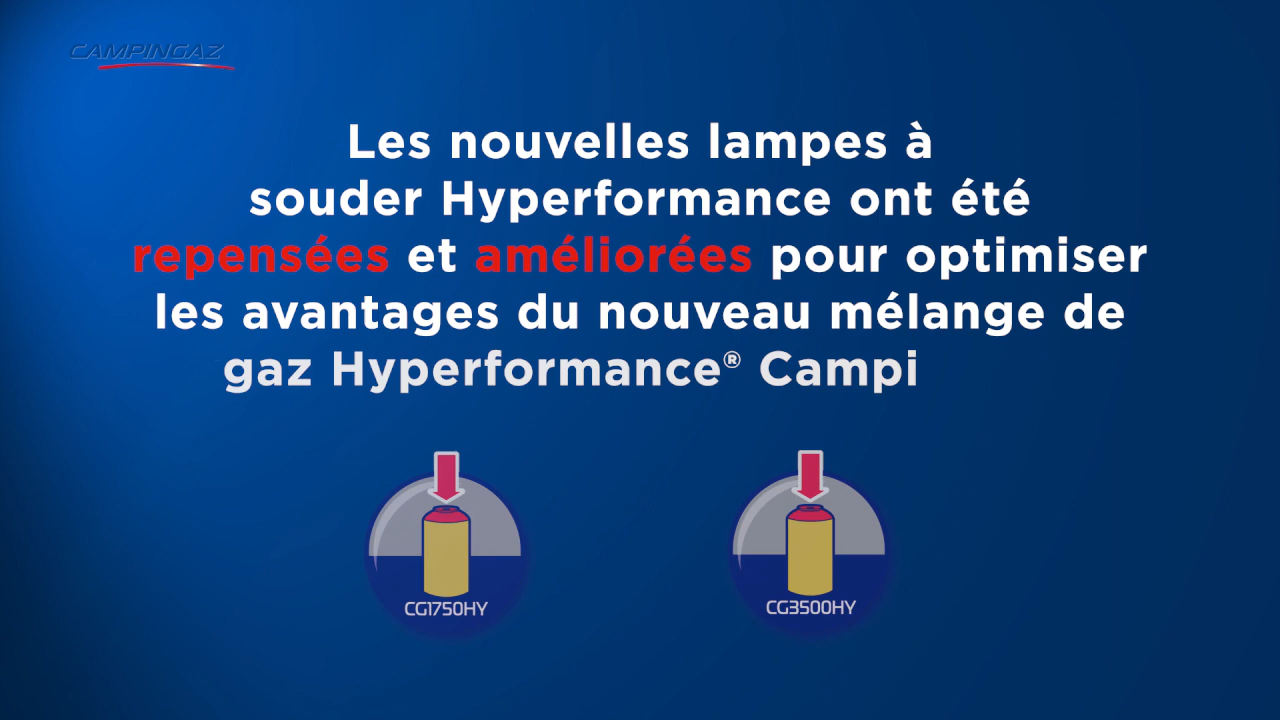 CAMPINGAZ
Les nouvelles lampes à
souder Hyperformance ont été
repensées et améliorées pour optimiser
les avantages du nouveau mélange de
gaz Hyperformance® Campi
CG1750HY
CG3500HY